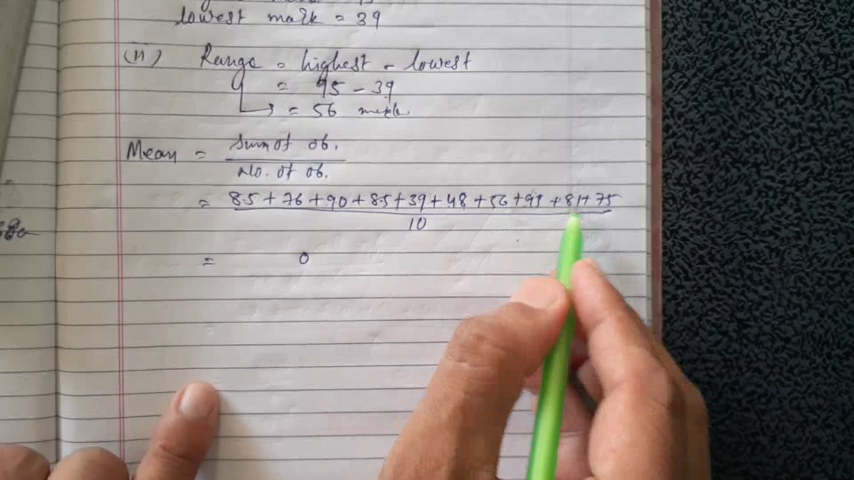 lowest mark = 39
(ii) Range = highest - lowest
= 95 - 39
= 56 mark
Mean = Sum of ob.
No. of ob.
= 85 + 76 + 90 + 85 + 39 + 48 + 56 + 95 + 81 + 75
10
= 0